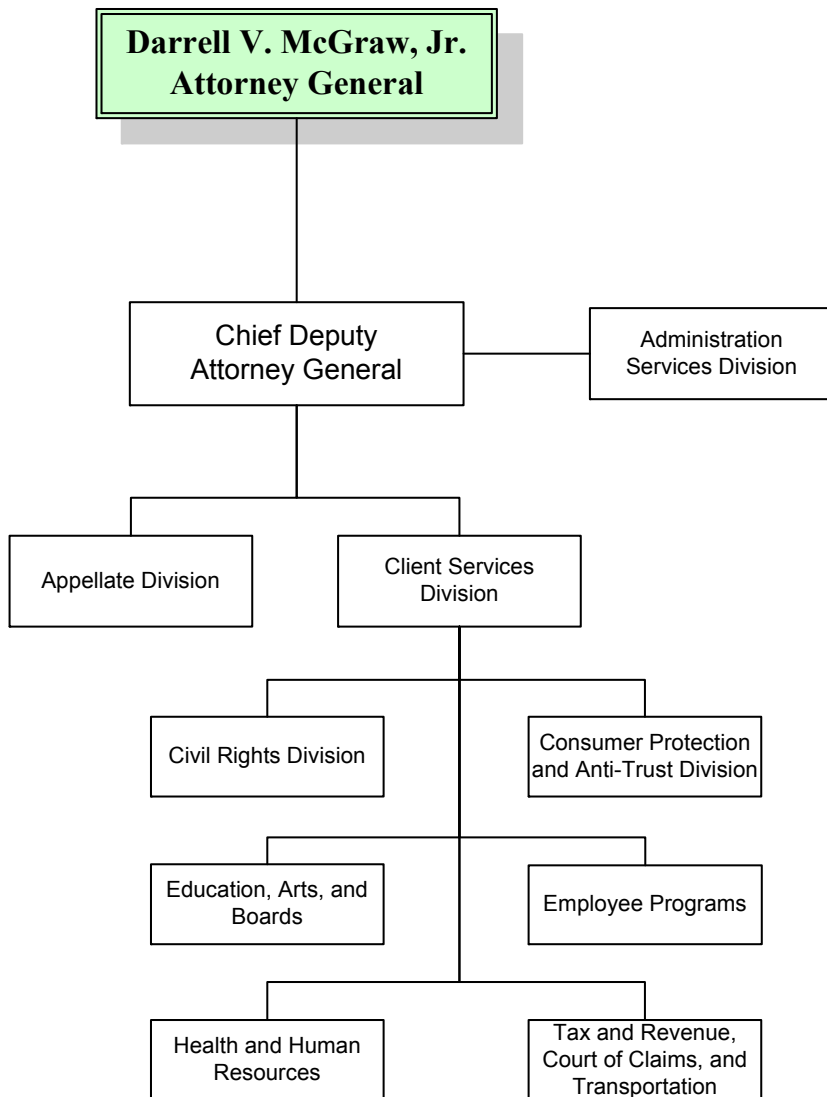 Darrell V. McGraw, Jr.
Attorney General
Chief Deputy
Attorney General
Administration
Services Division
Appellate Division
Client Services
Division
Civil Rights Division
Consumer Protection
and Anti-Trust Division
Education, Arts, and
Boards
Employee Programs
Health and Human
Resources
Tax and Revenue,
Court of Claims, and
Transportation